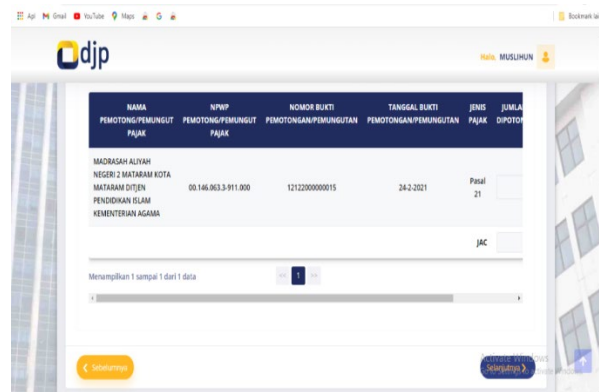 Api Gmail YouTube Maps G Bookmark lai
djp
Halo, MUSLIHUN
NAMA PEMOTONG/PEMUNGUT PAJAK
NPWP PEMOTONG/PEMUNGUT PAJAK
NOMOR BUKTI PEMOTONGAN/PEMUNGUTAN
TANGGAL BUKTI PEMOTONGAN/PEMUNGUTAN
JENIS PAJAK
JUMLA DIPOTON
MADRASAH ALIYAH
NEGERI 2 MATARAM KOTA
MATARAM DITJEN
PENDIDIKAN ISLAM
KEMENTERIAN AGAMA
00.146.063.3-911.000
12122000000015
24-2-2021
Pasal
21
JAC
Menampilkan 1 sampai 1 dari 1 data
<< 1 >>
Activate Windows
Sebelumnya
Selanjutnya